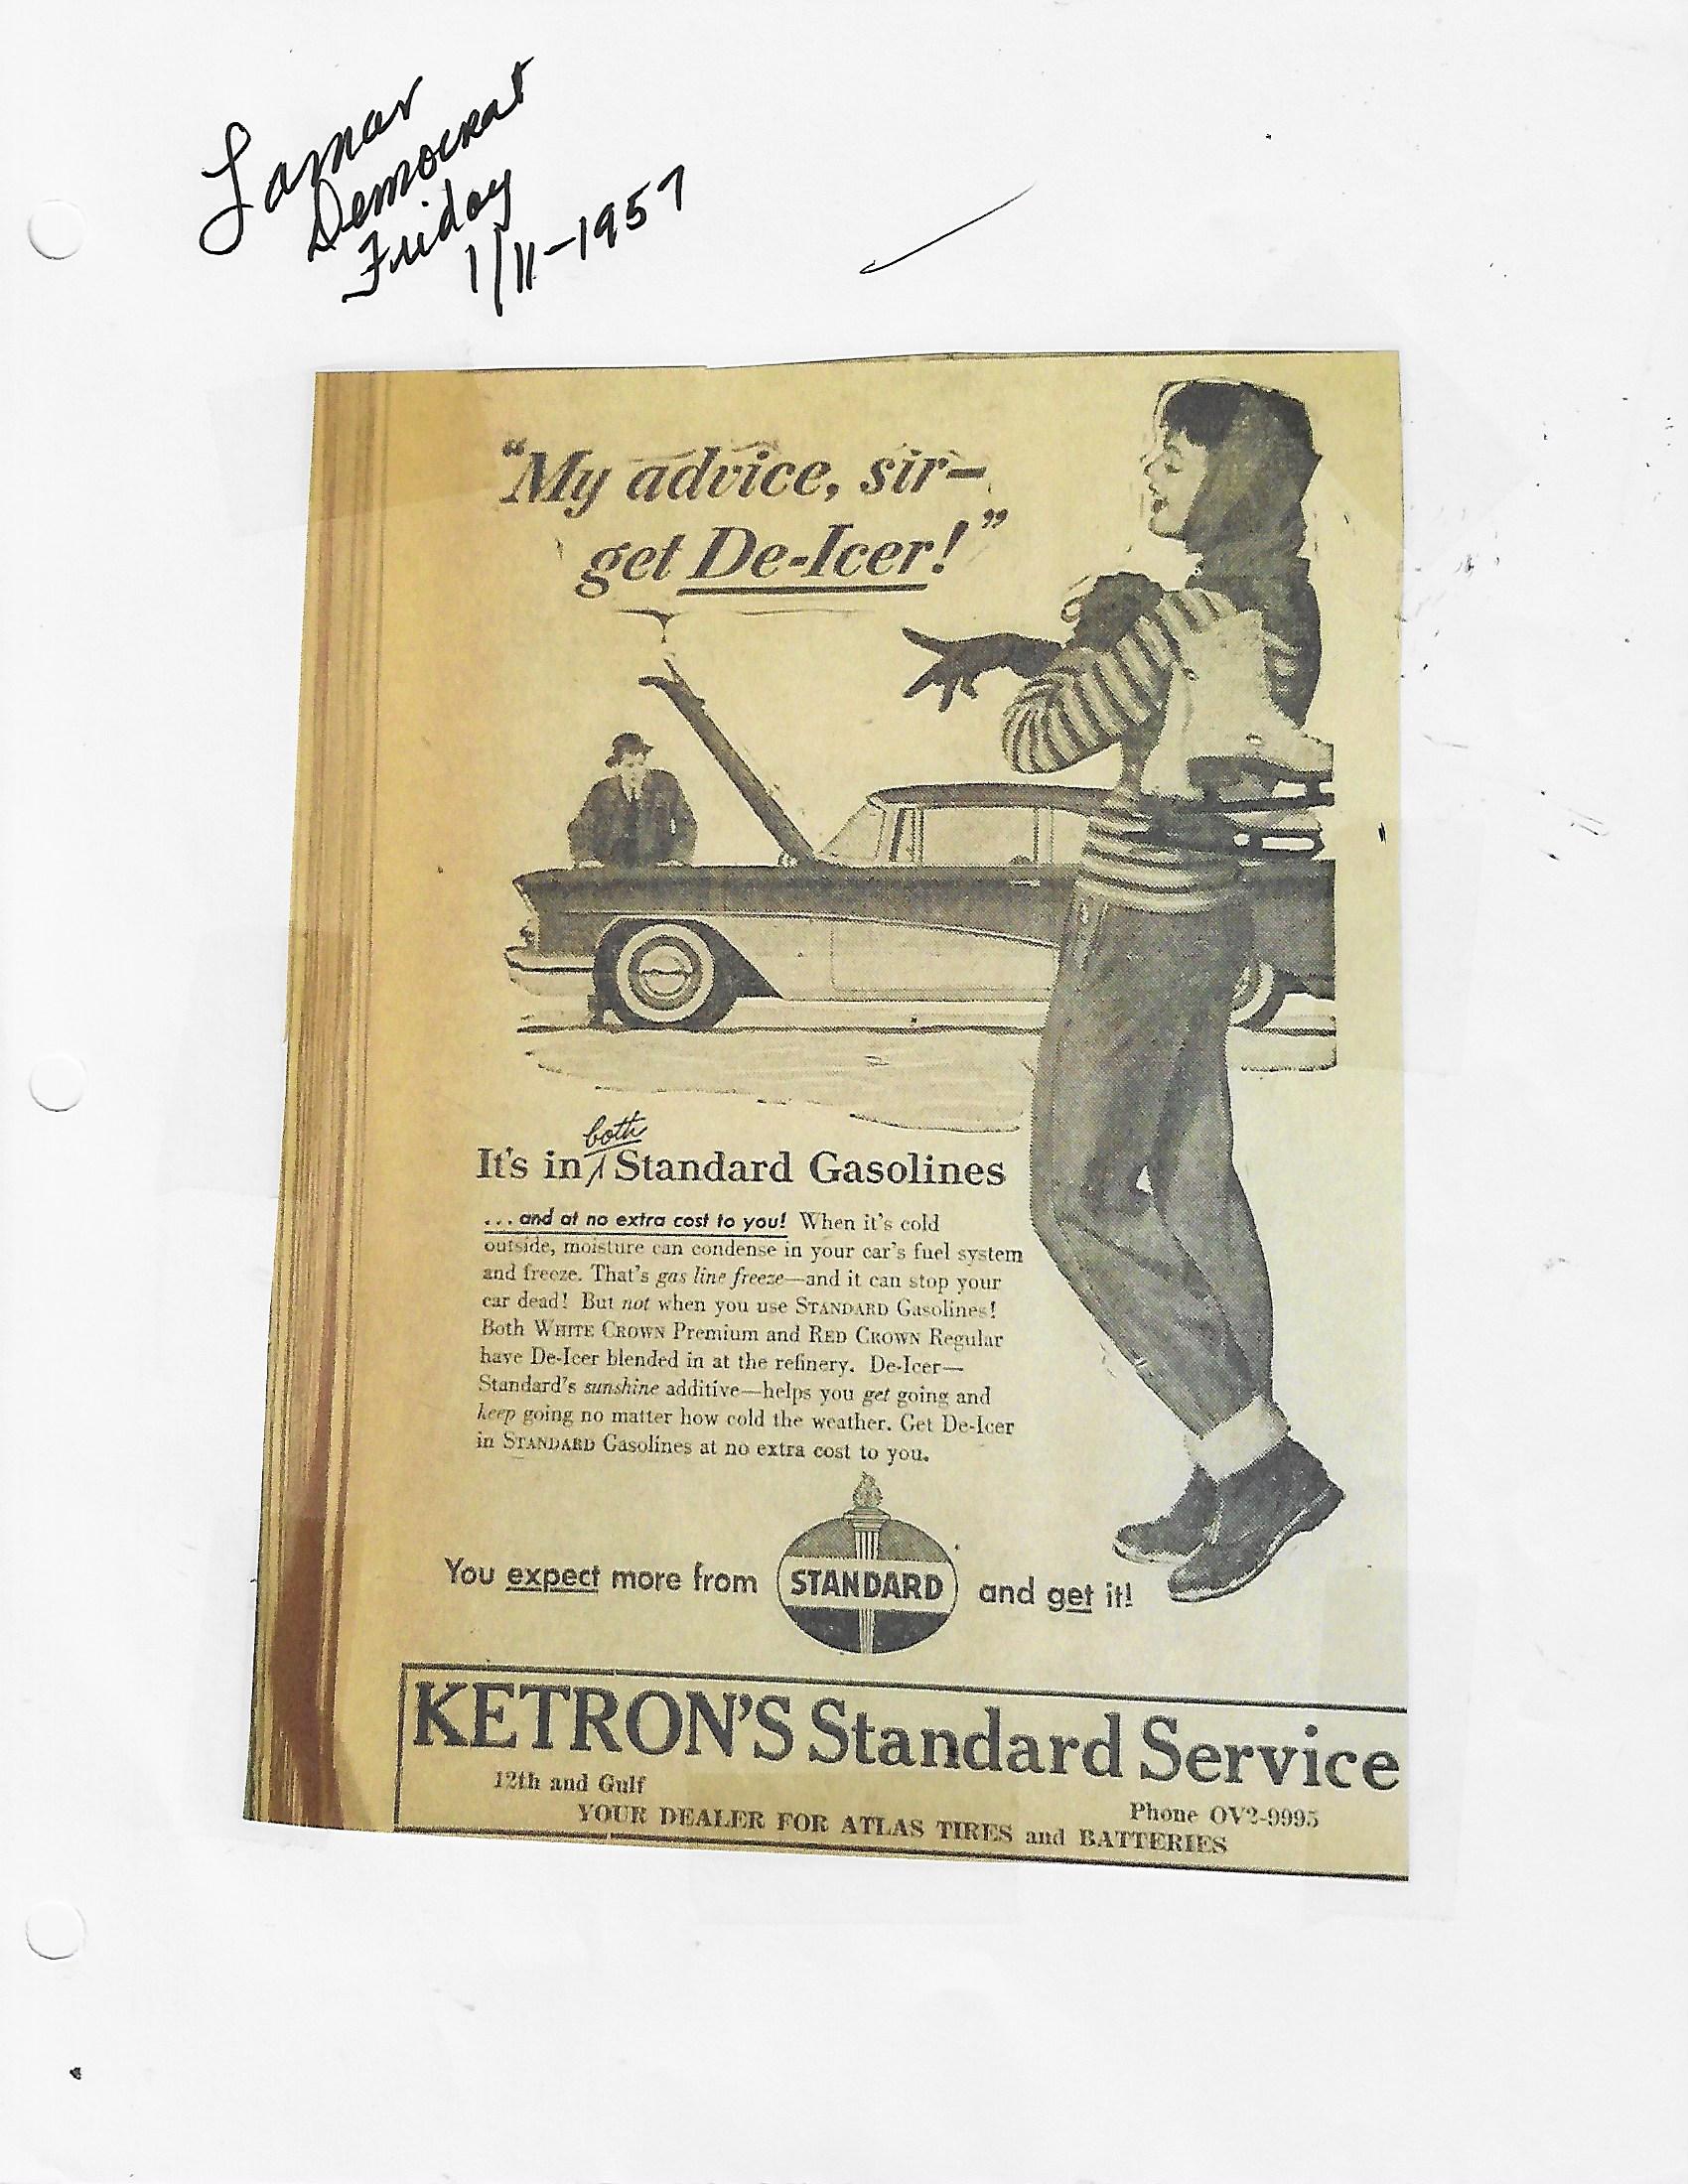 Lamar
Democrat
Friday
1/11-1957
"My advice, sir—
get De-Icer!"
both
It's in Standard Gasolines
...and at no extra cost to you! When it's cold
outside, moisture can condense in your car's fuel system
and freeze. That's gas line freeze—and it can stop your
car dead! But not when you use STANDARD Gasolines!
Both WHITE CROWN Premium and RED CROWN Regular
have De-Icer blended in at the refinery. De-Icer—
Standard's sunshine additive—helps you get going and
keep going no matter how cold the weather. Get De-Icer
in STANDARD Gasolines at no extra cost to you.
You expect more from STANDARD and get it!
KETRON'S Standard Service
12th and Gulf
Phone OV2-9995
YOUR DEALER FOR ATLAS TIRES and BATTERIES